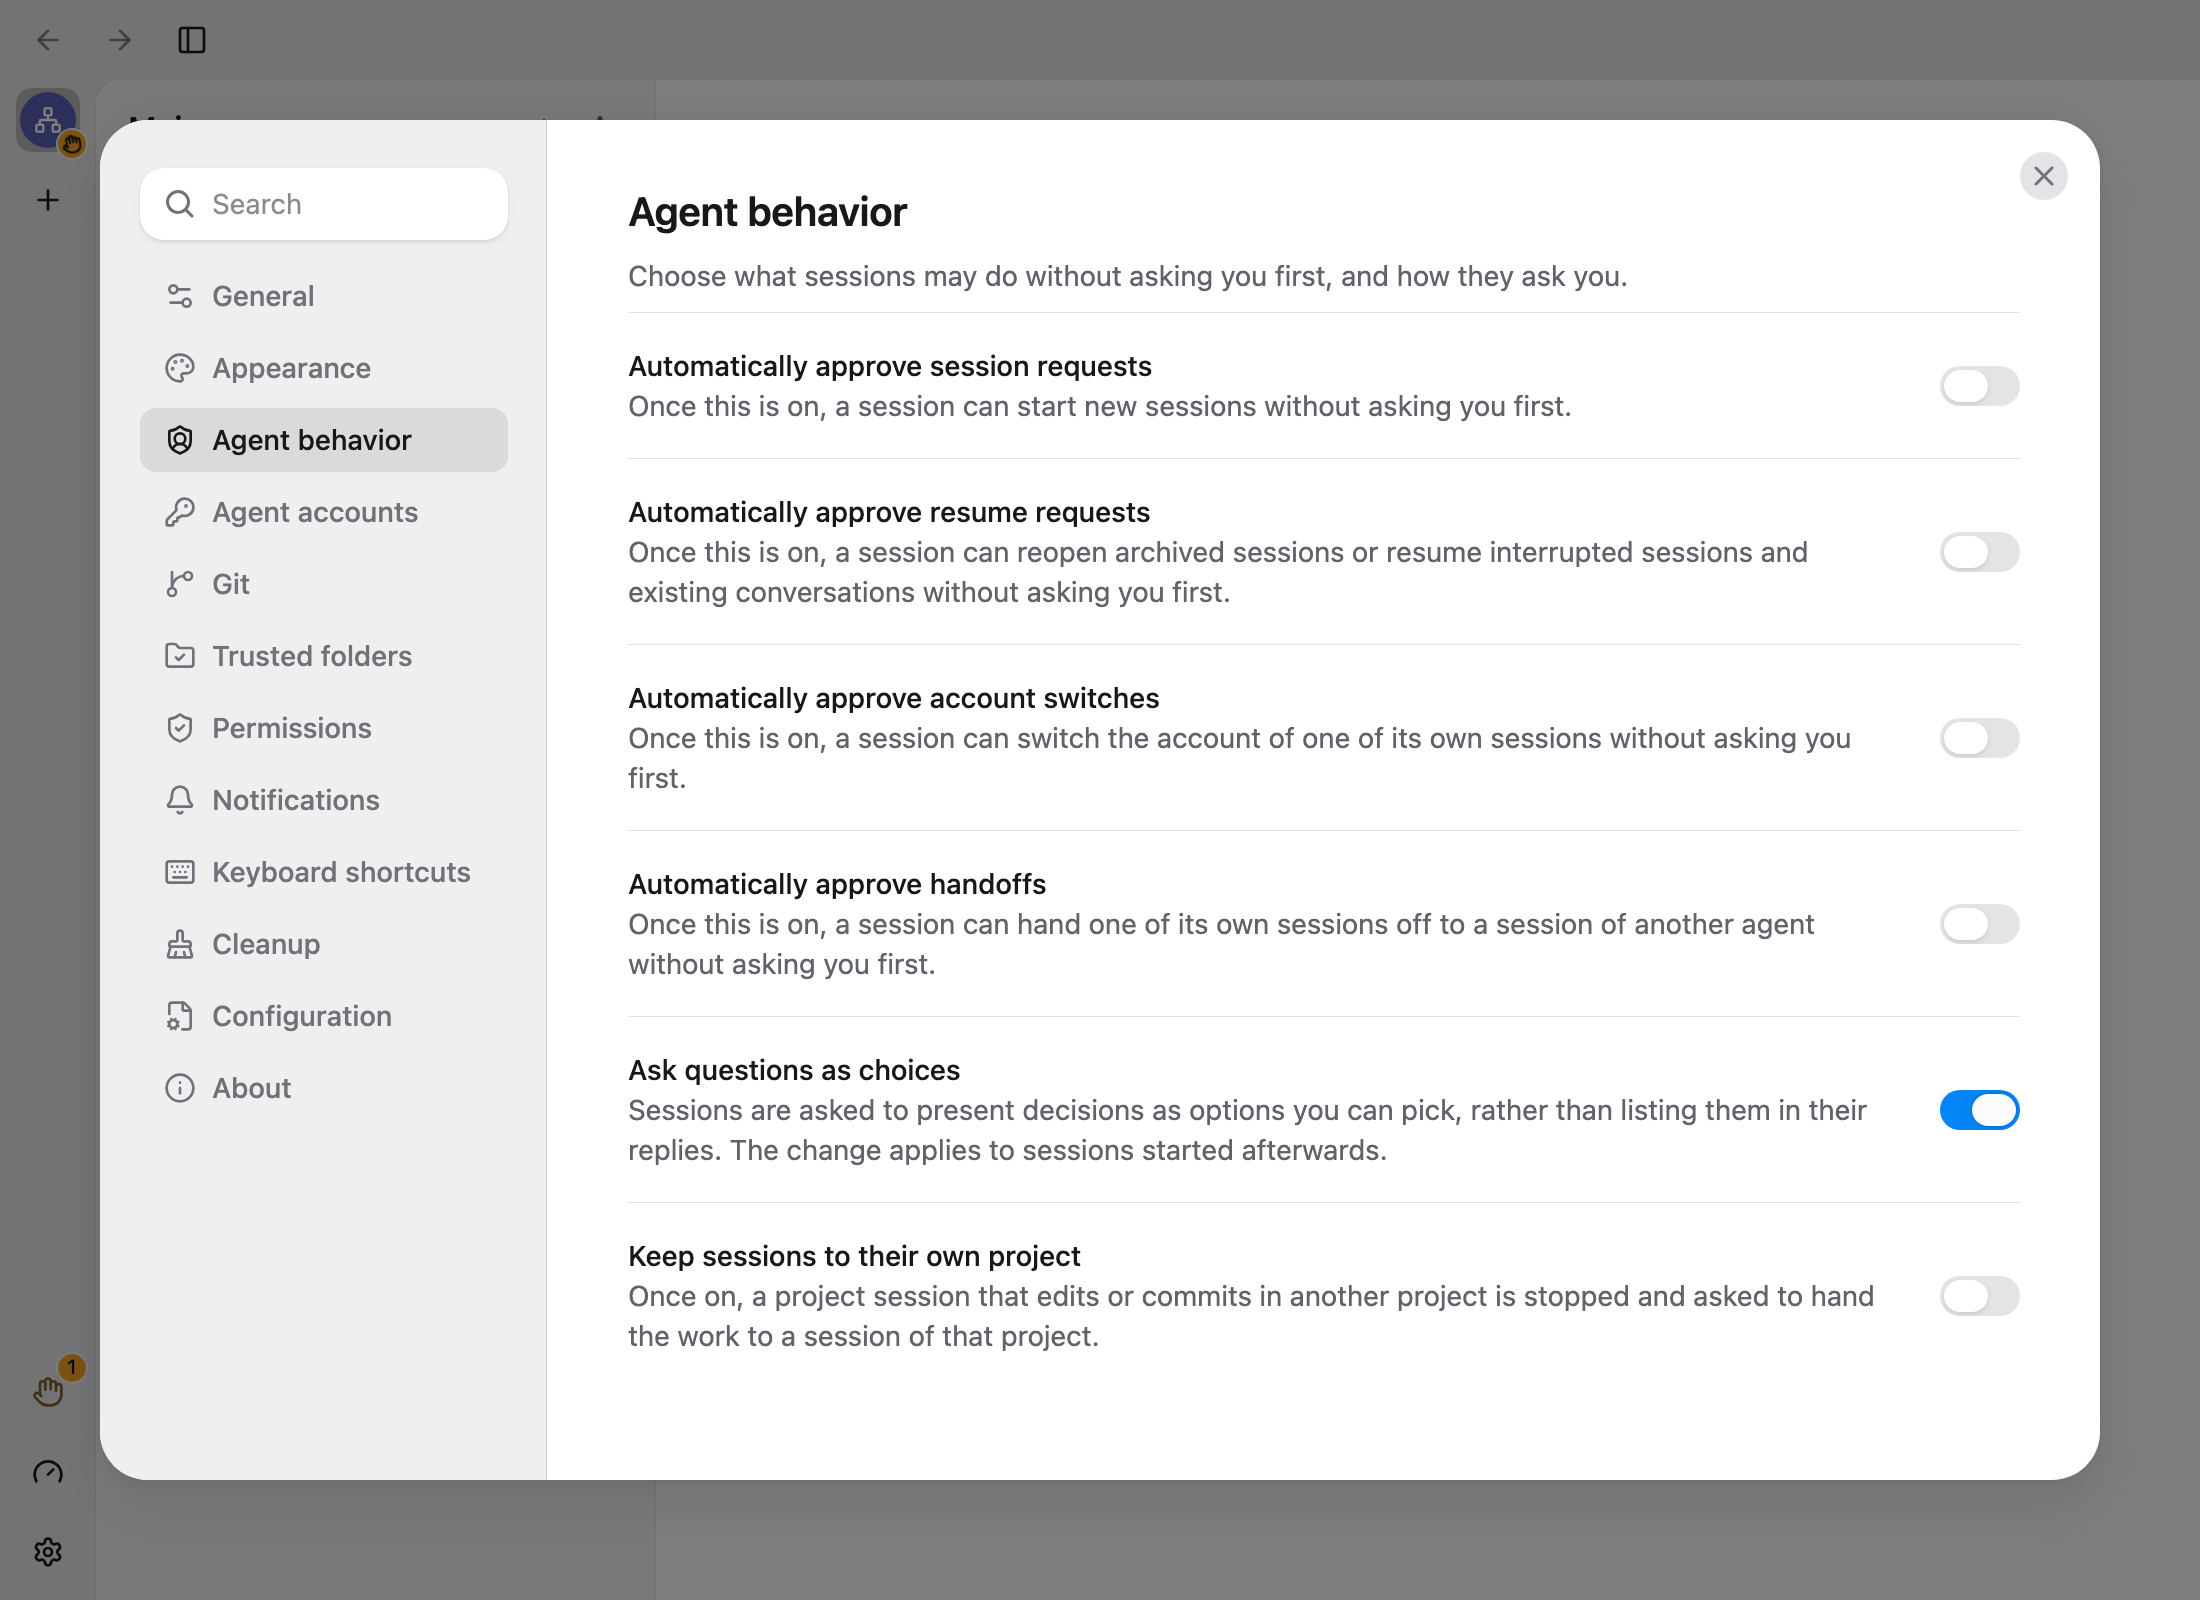 Search
General
Appearance
Agent behavior
Agent accounts
Git
Trusted folders
Permissions
Notifications
Keyboard shortcuts
Cleanup
Configuration
About
1
Agent behavior
Choose what sessions may do without asking you first, and how they ask you.
Automatically approve session requests
Once this is on, a session can start new sessions without asking you first.
Automatically approve resume requests
Once this is on, a session can reopen archived sessions or resume interrupted sessions and
existing conversations without asking you first.
Automatically approve account switches
Once this is on, a session can switch the account of one of its own sessions without asking you
first.
Automatically approve handoffs
Once this is on, a session can hand one of its own sessions off to a session of another agent
without asking you first.
Ask questions as choices
Sessions are asked to present decisions as options you can pick, rather than listing them in their
replies. The change applies to sessions started afterwards.
Keep sessions to their own project
Once on, a project session that edits or commits in another project is stopped and asked to hand
the work to a session of that project.